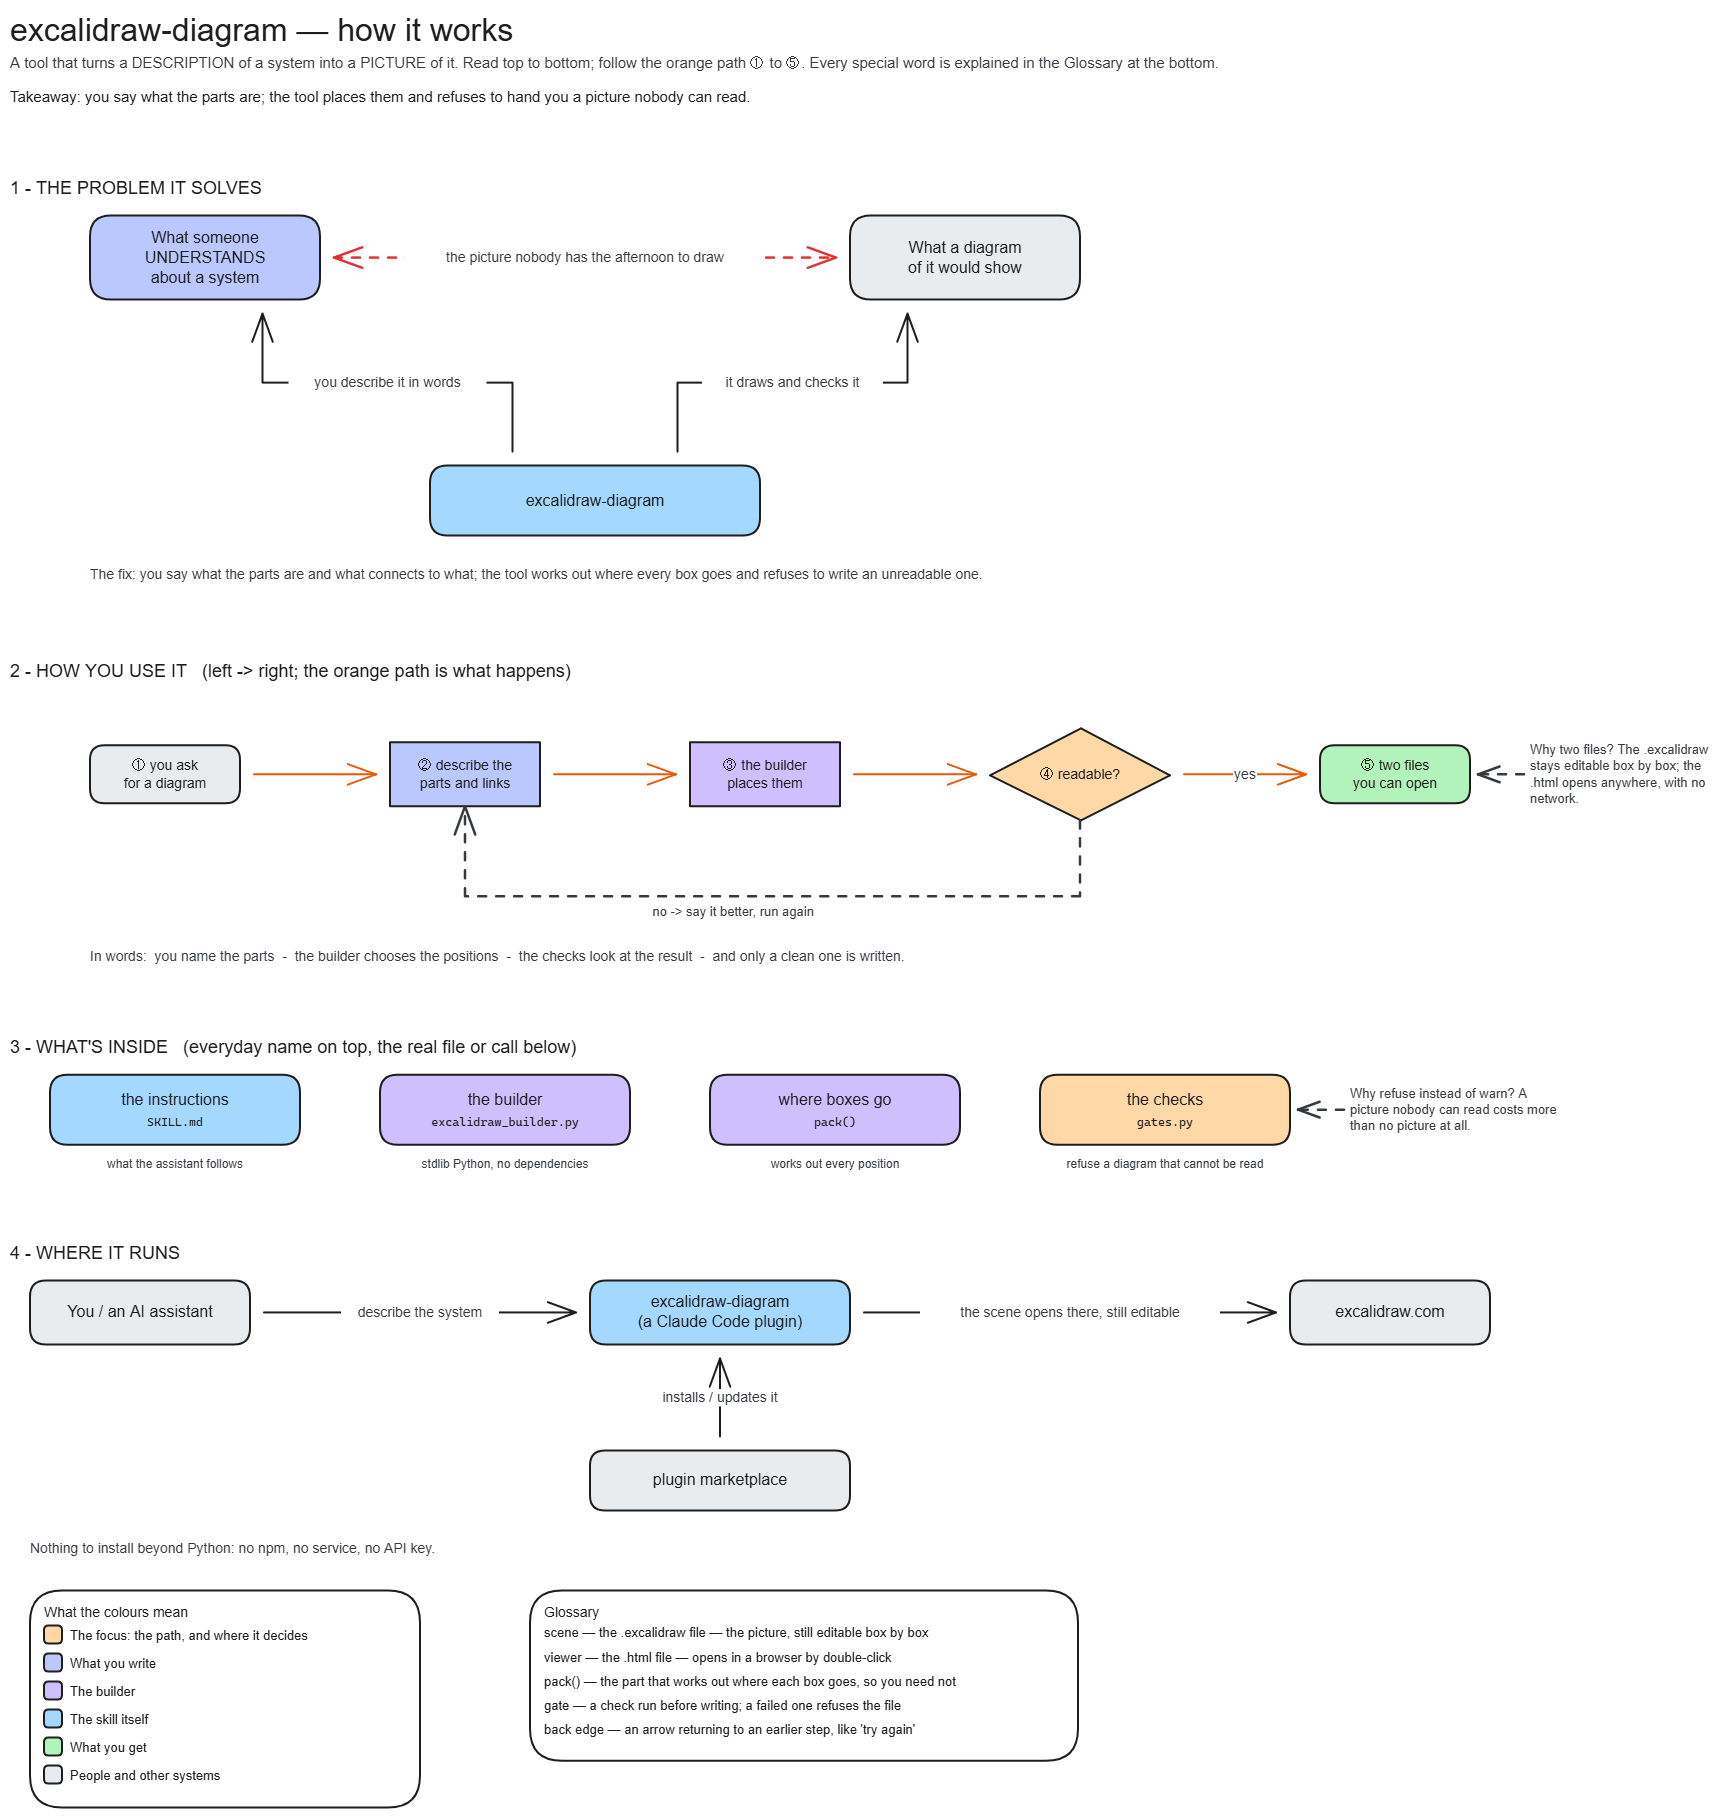 excalidraw-diagram — how it works
A tool that turns a DESCRIPTION of a system into a PICTURE of it. Read top to bottom; follow the orange path ① to ⑤. Every special word is explained in the Glossary at the bottom.
Takeaway: you say what the parts are; the tool places them and refuses to hand you a picture nobody can read.
1 - THE PROBLEM IT SOLVES
What someone
UNDERSTANDS
about a system
the picture nobody has the afternoon to draw
What a diagram
of it would show
you describe it in words
it draws and checks it
excalidraw-diagram
The fix: you say what the parts are and what connects to what; the tool works out where every box goes and refuses to write an unreadable one.
2 - HOW YOU USE IT   (left -> right; the orange path is what happens)
① you ask
for a diagram
② describe the
parts and links
③ the builder
places them
④ readable?
yes
⑤ two files
you can open
Why two files? The .excalidraw
stays editable box by box; the
.html opens anywhere, with no
network.
no -> say it better, run again
In words:  you name the parts  -  the builder chooses the positions  -  the checks look at the result  -  and only a clean one is written.
3 - WHAT'S INSIDE   (everyday name on top, the real file or call below)
the instructions
SKILL.md
what the assistant follows
the builder
excalidraw_builder.py
stdlib Python, no dependencies
where boxes go
pack()
works out every position
the checks
gates.py
refuse a diagram that cannot be read
Why refuse instead of warn? A
picture nobody can read costs more
than no picture at all.
4 - WHERE IT RUNS
You / an AI assistant
describe the system
excalidraw-diagram
(a Claude Code plugin)
the scene opens there, still editable
excalidraw.com
installs / updates it
plugin marketplace
Nothing to install beyond Python: no npm, no service, no API key.
What the colours mean
The focus: the path, and where it decides
What you write
The builder
The skill itself
What you get
People and other systems
Glossary
scene — the .excalidraw file — the picture, still editable box by box
viewer — the .html file — opens in a browser by double-click
pack() — the part that works out where each box goes, so you need not
gate — a check run before writing; a failed one refuses the file
back edge — an arrow returning to an earlier step, like 'try again'